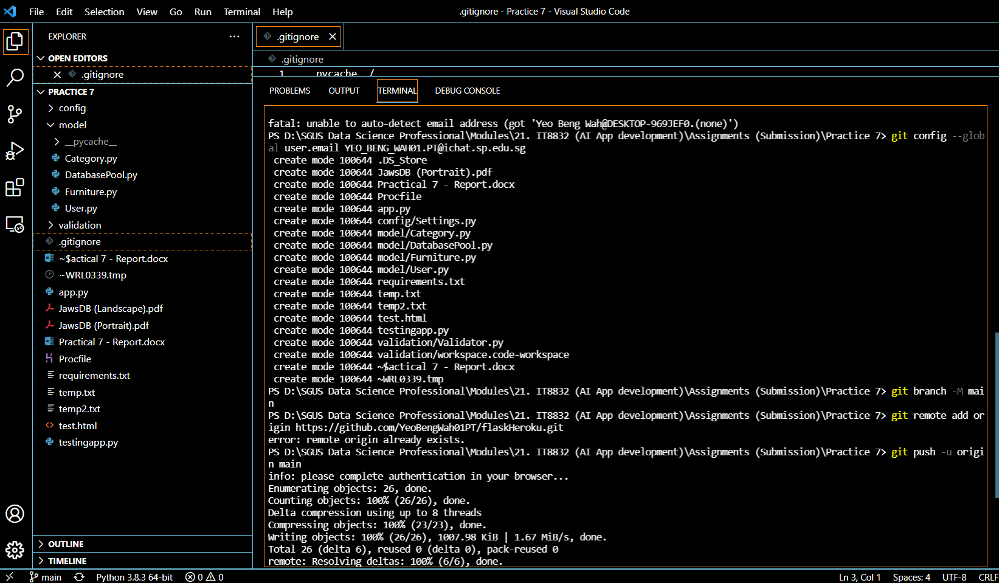 File Edit Selection View Go Run Terminal Help
.gitignore - Practice 7 - Visual Studio Code
EXPLORER
OPEN EDITORS
.gitignore
PRACTICE 7
config
model
__pycache__
Category.py
DatabasePool.py
Furniture.py
User.py
validation
.gitignore
~$actical 7 - Report.docx
~WRL0339.tmp
app.py
JawsDB (Landscape).pdf
JawsDB (Portrait).pdf
Practical 7 - Report.docx
Procfile
requirements.txt
temp.txt
temp2.txt
test.html
testingapp.py
OUTLINE
TIMELINE
.gitignore
.gitignore
1 __pycache__/
PROBLEMS OUTPUT TERMINAL DEBUG CONSOLE
fatal: unable to auto-detect email address (got 'Yeo Beng Wah@DESKTOP-969JEF0.(none)')
PS D:\SGUS Data Science Professional\Modules\21. IT8832 (AI App development)\Assignments (Submission)\Practice 7> git config --glob
al user.email YEO_BENG_WAH01.PT@ichat.sp.edu.sg
create mode 100644 .DS_Store
create mode 100644 JawsDB (Portrait).pdf
create mode 100644 Practical 7 - Report.docx
create mode 100644 Procfile
create mode 100644 app.py
create mode 100644 config/Settings.py
create mode 100644 model/Category.py
create mode 100644 model/DatabasePool.py
create mode 100644 model/Furniture.py
create mode 100644 model/User.py
create mode 100644 requirements.txt
create mode 100644 temp.txt
create mode 100644 temp2.txt
create mode 100644 test.html
create mode 100644 testingapp.py
create mode 100644 validation/Validator.py
create mode 100644 validation/workspace.code-workspace
create mode 100644 ~$actical 7 - Report.docx
create mode 100644 ~WRL0339.tmp
PS D:\SGUS Data Science Professional\Modules\21. IT8832 (AI App development)\Assignments (Submission)\Practice 7> git branch -M mai
n
PS D:\SGUS Data Science Professional\Modules\21. IT8832 (AI App development)\Assignments (Submission)\Practice 7> git remote add or
igin https://github.com/YeoBengWah01PT/flaskHeroku.git
error: remote origin already exists.
PS D:\SGUS Data Science Professional\Modules\21. IT8832 (AI App development)\Assignments (Submission)\Practice 7> git push -u origi
n main
info: please complete authentication in your browser...
Enumerating objects: 26, done.
Counting objects: 100% (26/26), done.
Delta compression using up to 8 threads
Compressing objects: 100% (23/23), done.
Writing objects: 100% (26/26), 1007.98 KiB | 1.67 MiB/s, done.
Total 26 (delta 6), reused 0 (delta 0), pack-reused 0
remote: Resolving deltas: 100% (6/6), done.
main Python 3.8.3 64-bit 0 0 Ln 3, Col 1 Spaces: 4 UTF-8 CRLF